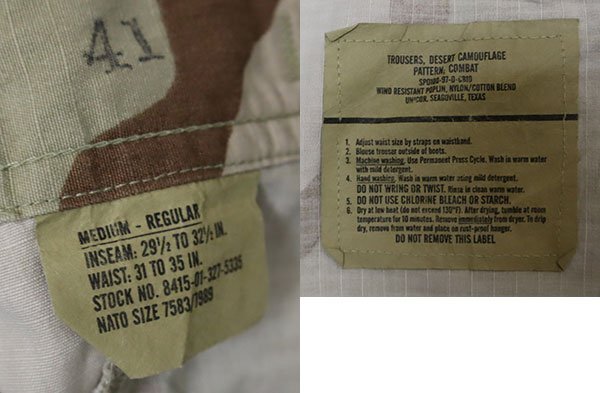 41
MEDIUM - REGULAR
INSEAM: 29½ TO 32½ IN.
WAIST: 31 TO 35 IN.
STOCK NO. 8415-01-327-5335
NATO SIZE 7583/1989
TROUSERS, DESERT CAMOUFLAGE
PATTERN: COMBAT
WIND RESISTANT POPLIN, NYLON/COTTON BLEND
UNICOR, SEAGOVILLE, TEXAS
1. Adjust waist size by straps on waistband.
2. Blouse trouser outside of boots.
3. Machine washing. Use Permanent Press Cycle. Wash in warm water
with mild detergent.
4. Hand washing. Wash in warm water using mild detergent.
DO NOT WRING OR TWIST. Rinse in clean warm water.
5. DO NOT USE CHLORINE BLEACH OR STARCH.
6. Dry at low heat (do not exceed 130°F). After drying, tumble at room
temperature for 10 minutes. Remove immediately from dryer. To drip
dry, remove from water and place on rust-proof hanger.
DO NOT REMOVE THIS LABEL